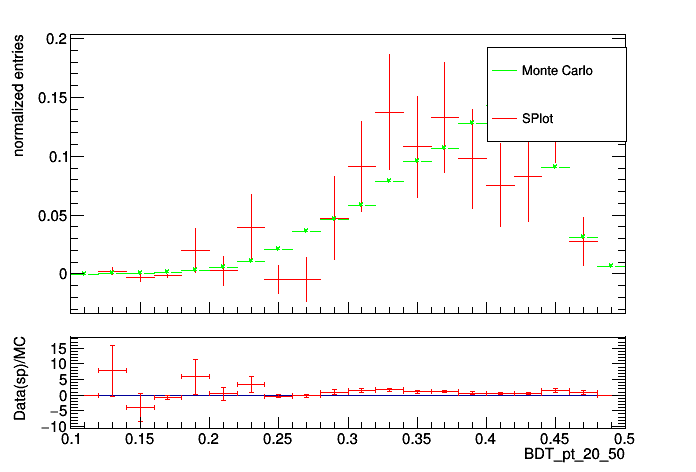 normalized entries
0.2
0.15
0.1
0.05
0
Monte Carlo
SPlot
Data(sp)/MC
15
10
5
0
−5
−10
0.1 0.15 0.2 0.25 0.3 0.35 0.4 0.45 0.5
BDT_pt_20_50